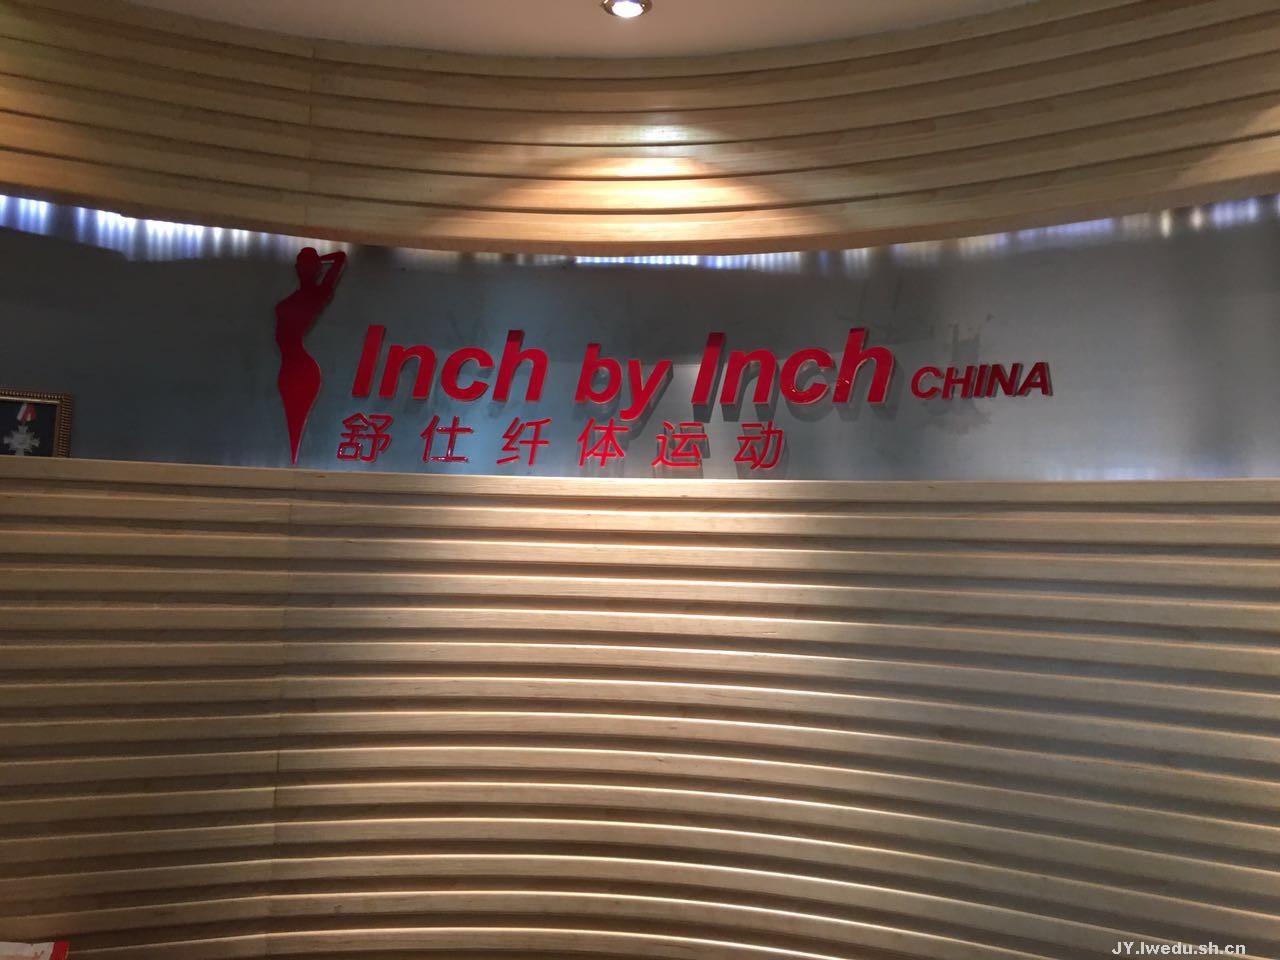 Inch by Inch CHINA
舒仕纤体运动
JY.lwedu.sh.cn